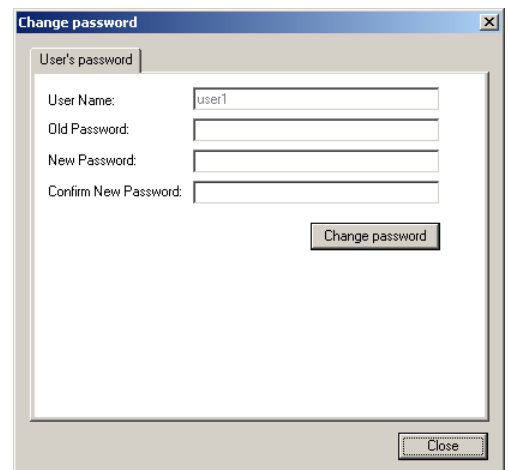 Change password
User's password
User Name: user1
Old Password:
New Password:
Confirm New Password:
Change password
Close